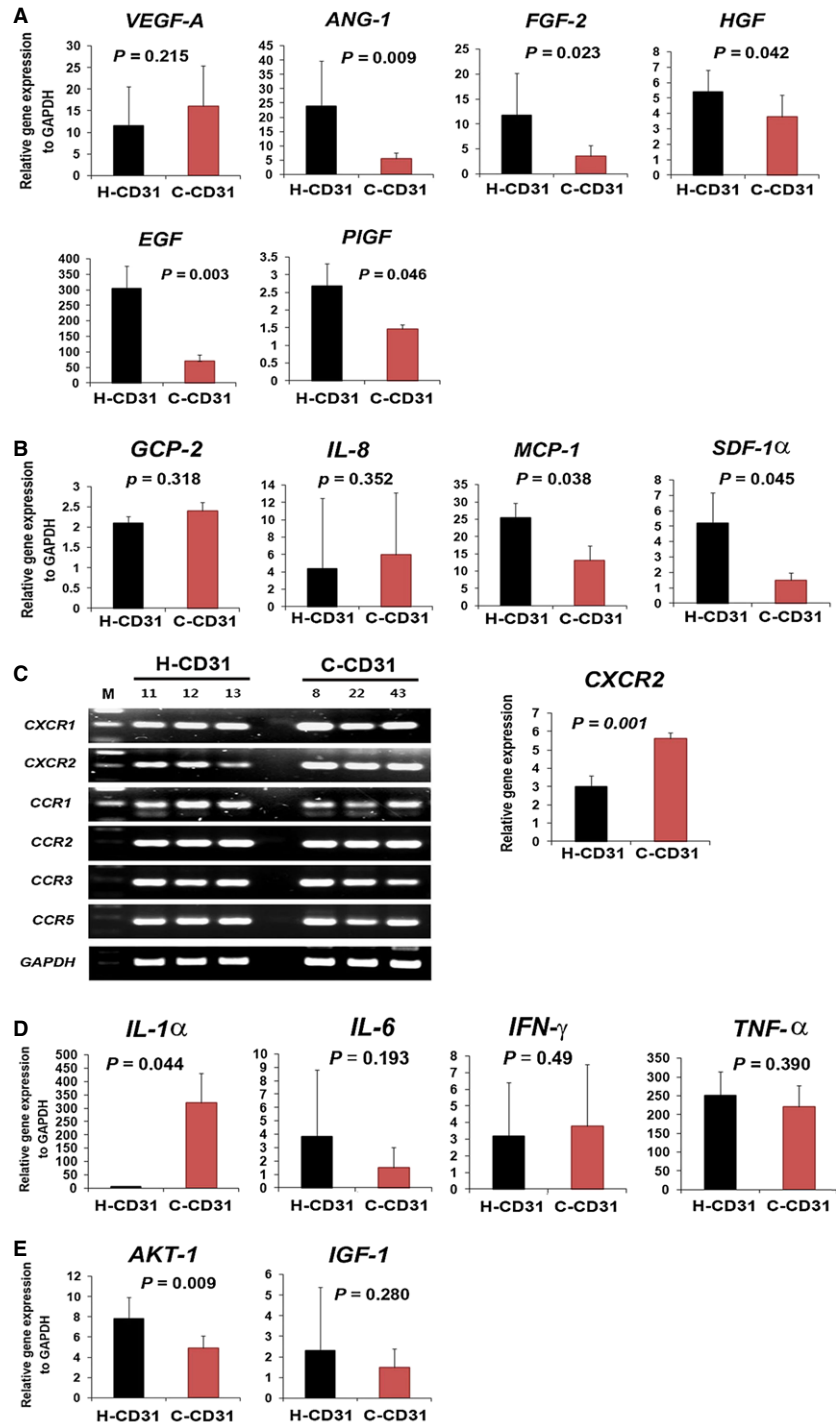 A
VEGF-A
P = 0.215
Relative gene expression
to GAPDH
30
25
20
15
10
5
0
H-CD31 C-CD31
ANG-1
P = 0.009
45
40
35
30
25
20
15
10
5
0
H-CD31 C-CD31
FGF-2
P = 0.023
25
20
15
10
5
0
H-CD31 C-CD31
HGF
P = 0.042
8
7
6
5
4
3
2
1
0
H-CD31 C-CD31
EGF
P = 0.003
400
350
300
250
200
150
100
50
0
H-CD31 C-CD31
PlGF
P = 0.046
4
3.5
3
2.5
2
1.5
1
0.5
0
H-CD31 C-CD31
B
GCP-2
p = 0.318
Relative gene expression
to GAPDH
3
2.5
2
1.5
1
0.5
0
H-CD31 C-CD31
IL-8
p = 0.352
14
12
10
8
6
4
2
0
H-CD31 C-CD31
MCP-1
P = 0.038
35
30
25
20
15
10
5
0
H-CD31 C-CD31
SDF-1α
P = 0.045
8
7
6
5
4
3
2
1
0
H-CD31 C-CD31
C
H-CD31 C-CD31
M 11 12 13 8 22 43
CXCR1
CXCR2
CCR1
CCR2
CCR3
CCR5
GAPDH
CXCR2
P = 0.001
Relative gene expression
7
6
5
4
3
2
1
0
H-CD31 C-CD31
D
IL-1α
P = 0.044
Relative gene expression
to GAPDH
500
450
400
350
300
250
200
150
100
50
0
H-CD31 C-CD31
IL-6
P = 0.193
10
9
8
7
6
5
4
3
2
1
0
H-CD31 C-CD31
IFN-γ
P = 0.49
8
7
6
5
4
3
2
1
0
H-CD31 C-CD31
TNF-α
P = 0.390
350
300
250
200
150
100
50
0
H-CD31 C-CD31
E
AKT-1
P = 0.009
Relative gene expression
to GAPDH
12
10
8
6
4
2
0
H-CD31 C-CD31
IGF-1
P = 0.280
6
5
4
3
2
1
0
H-CD31 C-CD31